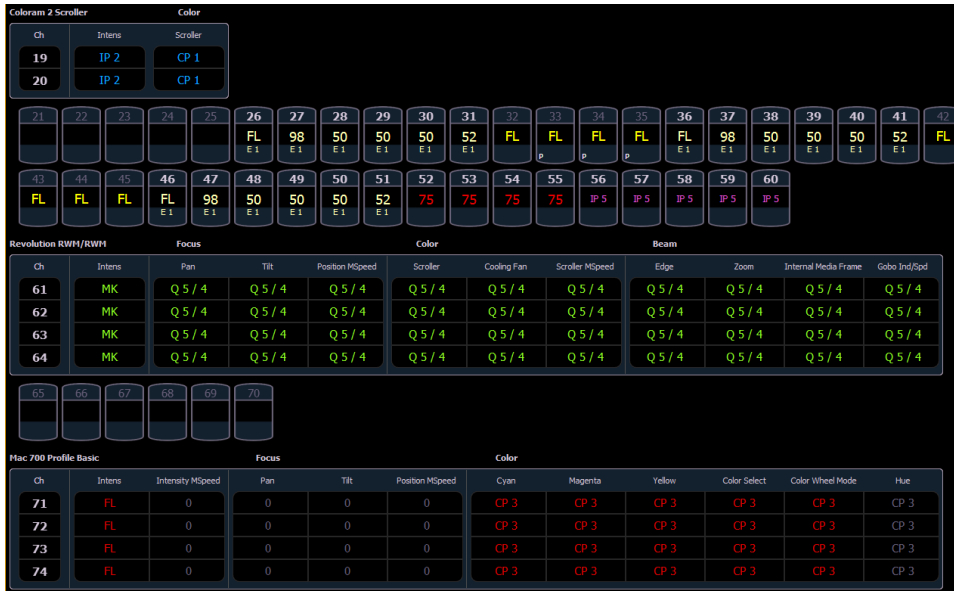 Coloram 2 Scroller Color
Ch Intens Scroller
19 IP 2 CP 1
20 IP 2 CP 1
21 22 23 24 25 26 27 28 29 30 31 32 33 34 35 36 37 38 39 40 41 42
FL 98 50 50 50 52 FL FL FL FL FL 98 50 50 50 52 FL
E 1 E 1 E 1 E 1 E 1 E 1 P P P E 1 E 1 E 1 E 1 E 1 E 1
43 44 45 46 47 48 49 50 51 52 53 54 55 56 57 58 59 60
FL FL FL FL 98 50 50 50 52 75 75 75 75 IP 5 IP 5 IP 5 IP 5 IP 5
E 1 E 1 E 1 E 1 E 1 E 1
Revolution RWM/RWM Focus Color Beam
Ch Intens Pan Tilt Position MSpeed Scroller Cooling Fan Scroller MSpeed Edge Zoom Internal Media Frame Gobo Ind/Spd
61 MK Q 5 / 4 Q 5 / 4 Q 5 / 4 Q 5 / 4 Q 5 / 4 Q 5 / 4 Q 5 / 4 Q 5 / 4 Q 5 / 4 Q 5 / 4
62 MK Q 5 / 4 Q 5 / 4 Q 5 / 4 Q 5 / 4 Q 5 / 4 Q 5 / 4 Q 5 / 4 Q 5 / 4 Q 5 / 4 Q 5 / 4
63 MK Q 5 / 4 Q 5 / 4 Q 5 / 4 Q 5 / 4 Q 5 / 4 Q 5 / 4 Q 5 / 4 Q 5 / 4 Q 5 / 4 Q 5 / 4
64 MK Q 5 / 4 Q 5 / 4 Q 5 / 4 Q 5 / 4 Q 5 / 4 Q 5 / 4 Q 5 / 4 Q 5 / 4 Q 5 / 4 Q 5 / 4
65 66 67 68 69 70
Mac 700 Profile Basic Focus Color
Ch Intens Intensity MSpeed Pan Tilt Position MSpeed Cyan Magenta Yellow Color Select Color Wheel Mode Hue
71 FL 0 0 0 0 CP 3 CP 3 CP 3 CP 3 CP 3 CP 3
72 FL 0 0 0 0 CP 3 CP 3 CP 3 CP 3 CP 3 CP 3
73 FL 0 0 0 0 CP 3 CP 3 CP 3 CP 3 CP 3 CP 3
74 FL 0 0 0 0 CP 3 CP 3 CP 3 CP 3 CP 3 CP 3